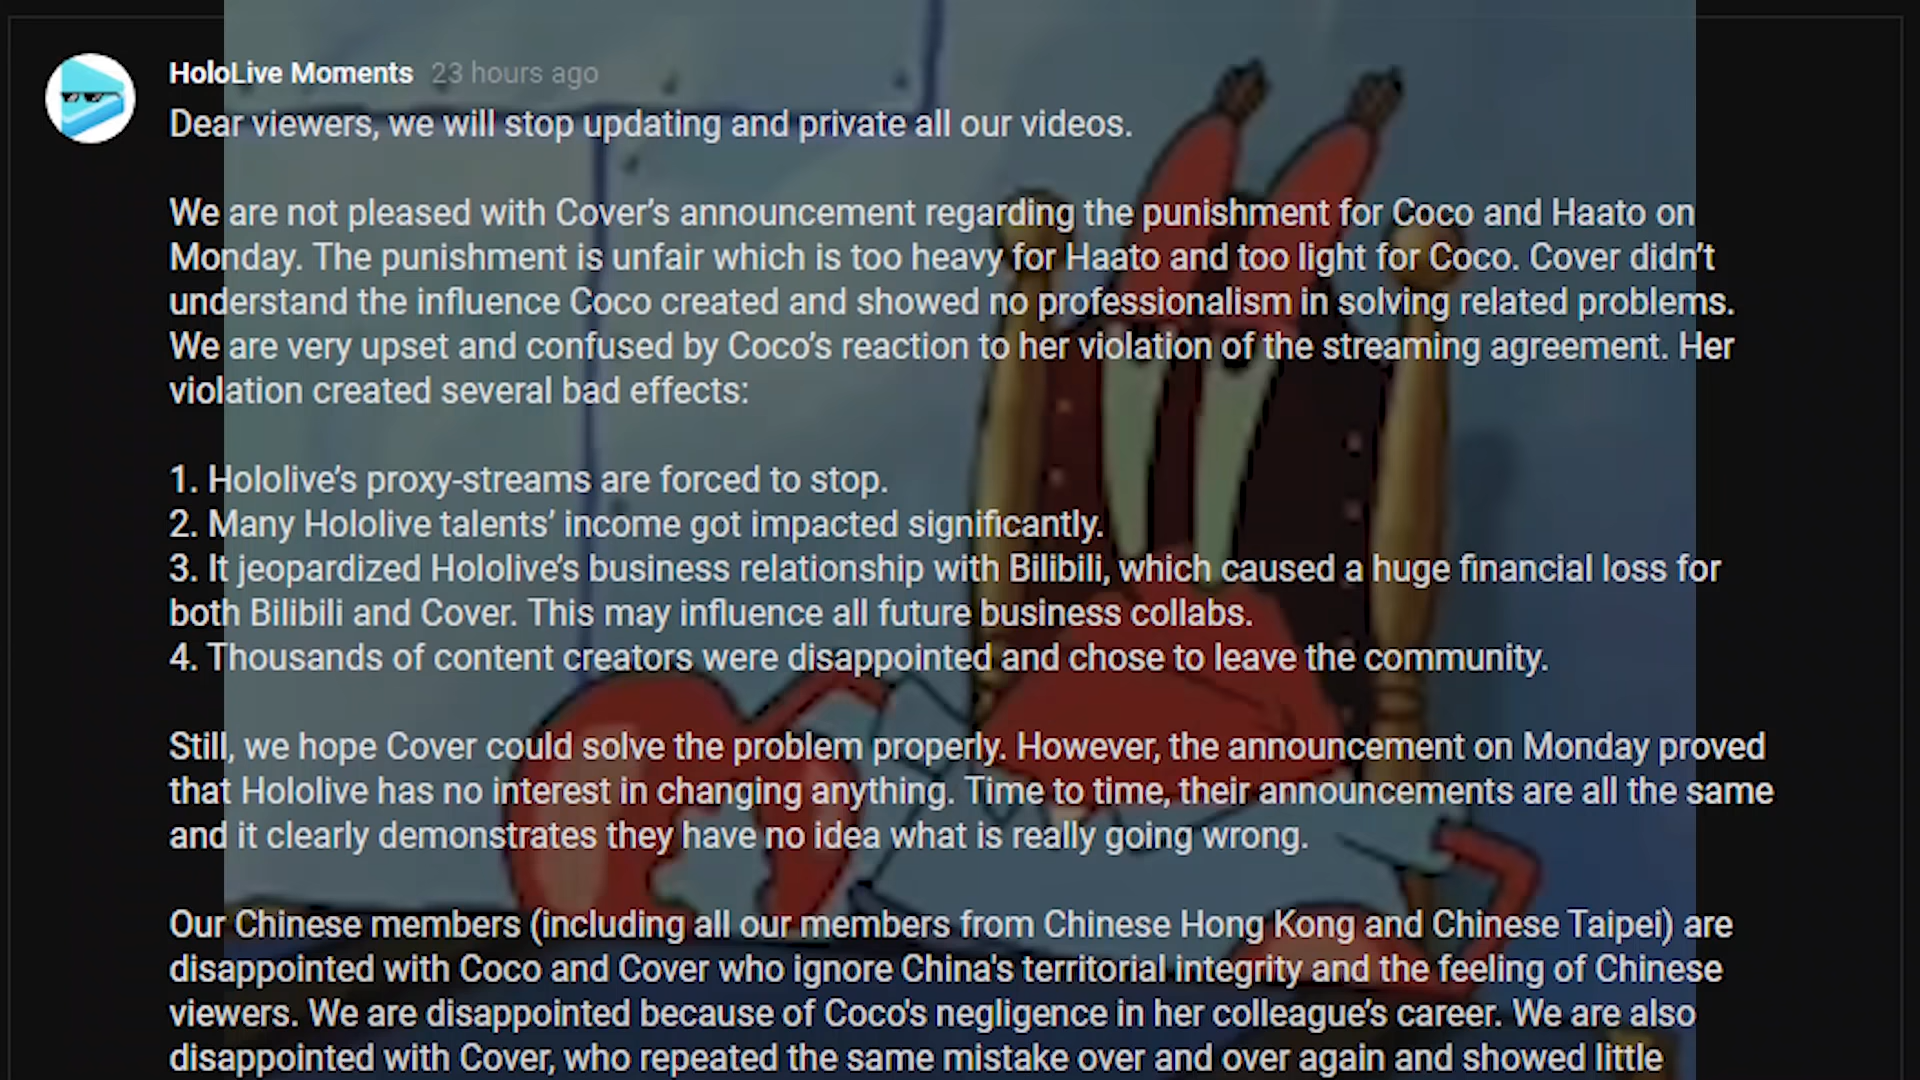 HoloLive Moments 23 hours ago
Dear viewers, we will stop updating and private all our videos.
We are not pleased with Cover’s announcement regarding the punishment for Coco and Haato on
Monday. The punishment is unfair which is too heavy for Haato and too light for Coco. Cover didn’t
understand the influence Coco created and showed no professionalism in solving related problems.
We are very upset and confused by Coco’s reaction to her violation of the streaming agreement. Her
violation created several bad effects:
1. Hololive’s proxy-streams are forced to stop.
2. Many Hololive talents’ income got impacted significantly.
3. It jeopardized Hololive’s business relationship with Bilibili, which caused a huge financial loss for
both Bilibili and Cover. This may influence all future business collabs.
4. Thousands of content creators were disappointed and chose to leave the community.
Still, we hope Cover could solve the problem properly. However, the announcement on Monday proved
that Hololive has no interest in changing anything. Time to time, their announcements are all the same
and it clearly demonstrates they have no idea what is really going wrong.
Our Chinese members (including all our members from Chinese Hong Kong and Chinese Taipei) are
disappointed with Coco and Cover who ignore China's territorial integrity and the feeling of Chinese
viewers. We are disappointed because of Coco's negligence in her colleague’s career. We are also
disappointed with Cover, who repeated the same mistake over and over again and showed little